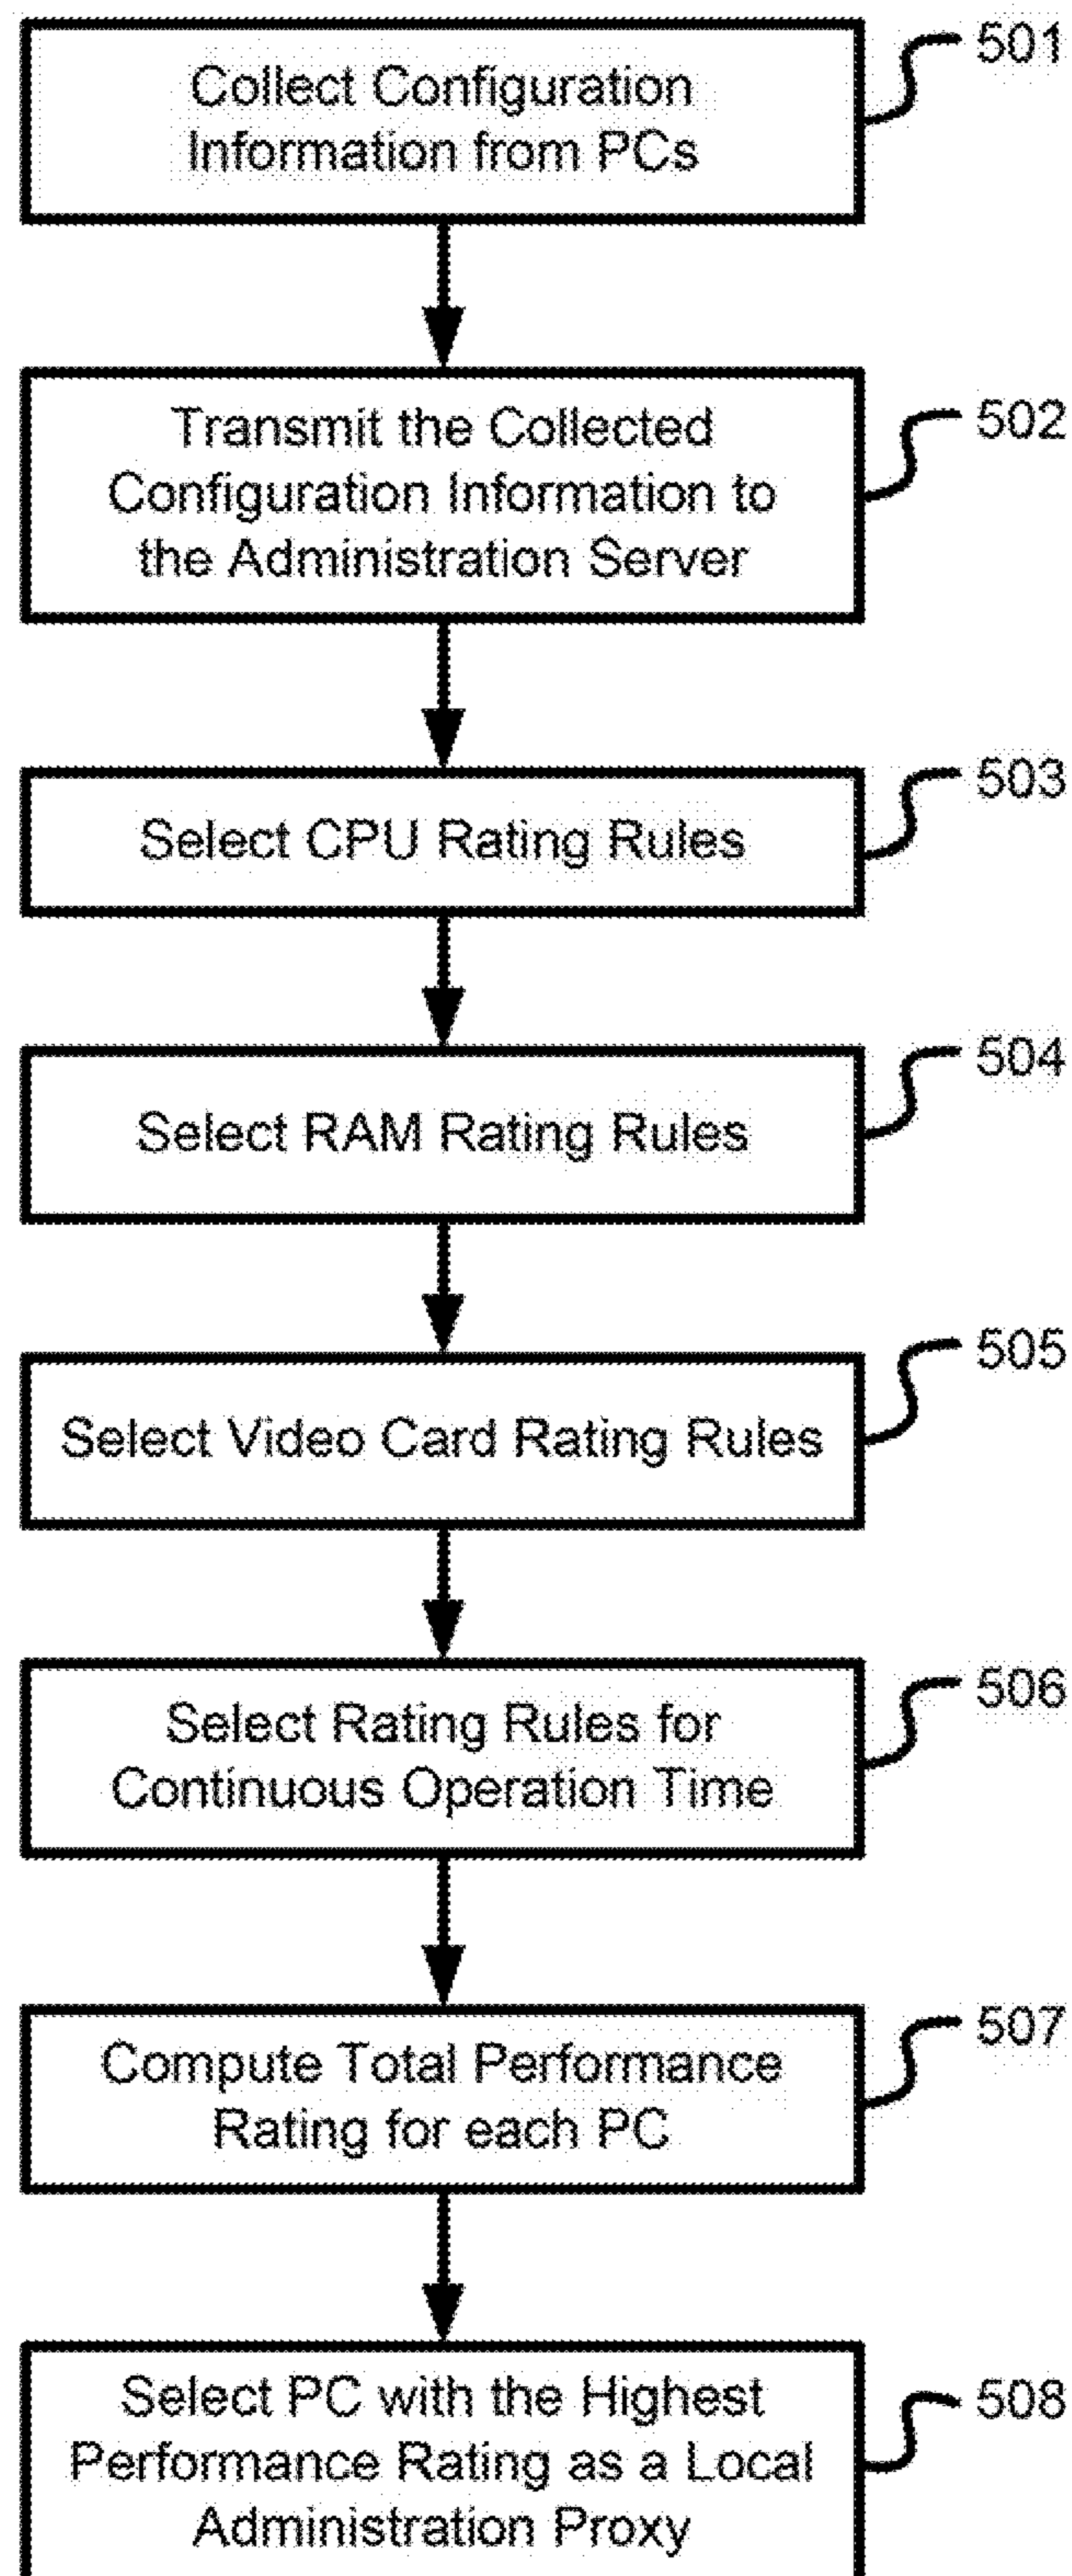 Collect Configuration
Information from PCs
501
Transmit the Collected
Configuration Information to
the Administration Server
502
Select CPU Rating Rules
503
Select RAM Rating Rules
504
Select Video Card Rating Rules
505
Select Rating Rules for
Continuous Operation Time
506
Compute Total Performance
Rating for each PC
507
Select PC with the Highest
Performance Rating as a Local
Administration Proxy
508